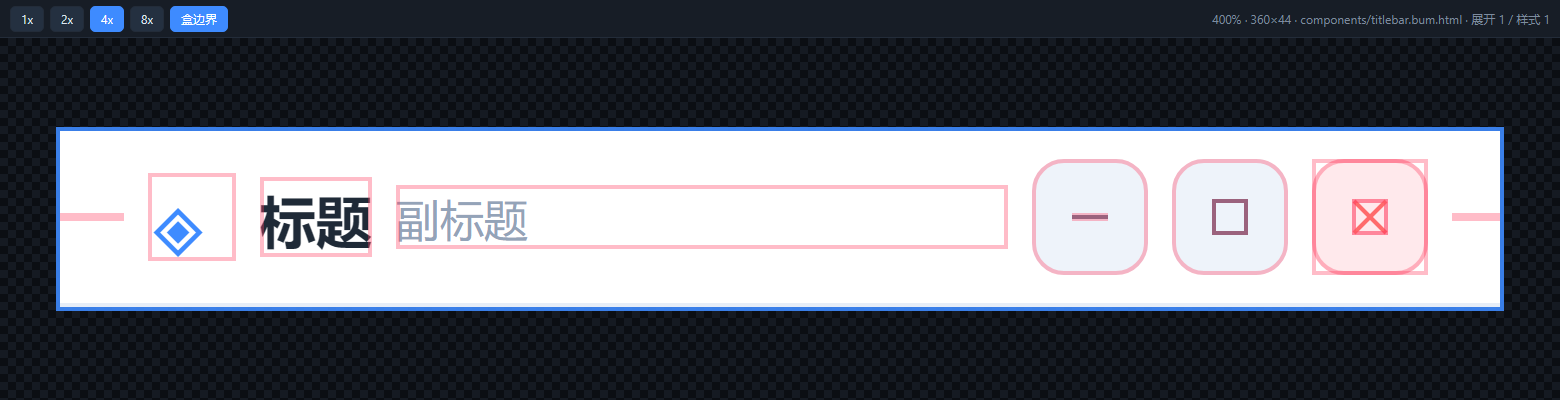 1x 2x 4x 8x 盒边界 400% · 360×44 · components/titlebar.bum.html · 展开 1 / 样式 1
标题 副标题